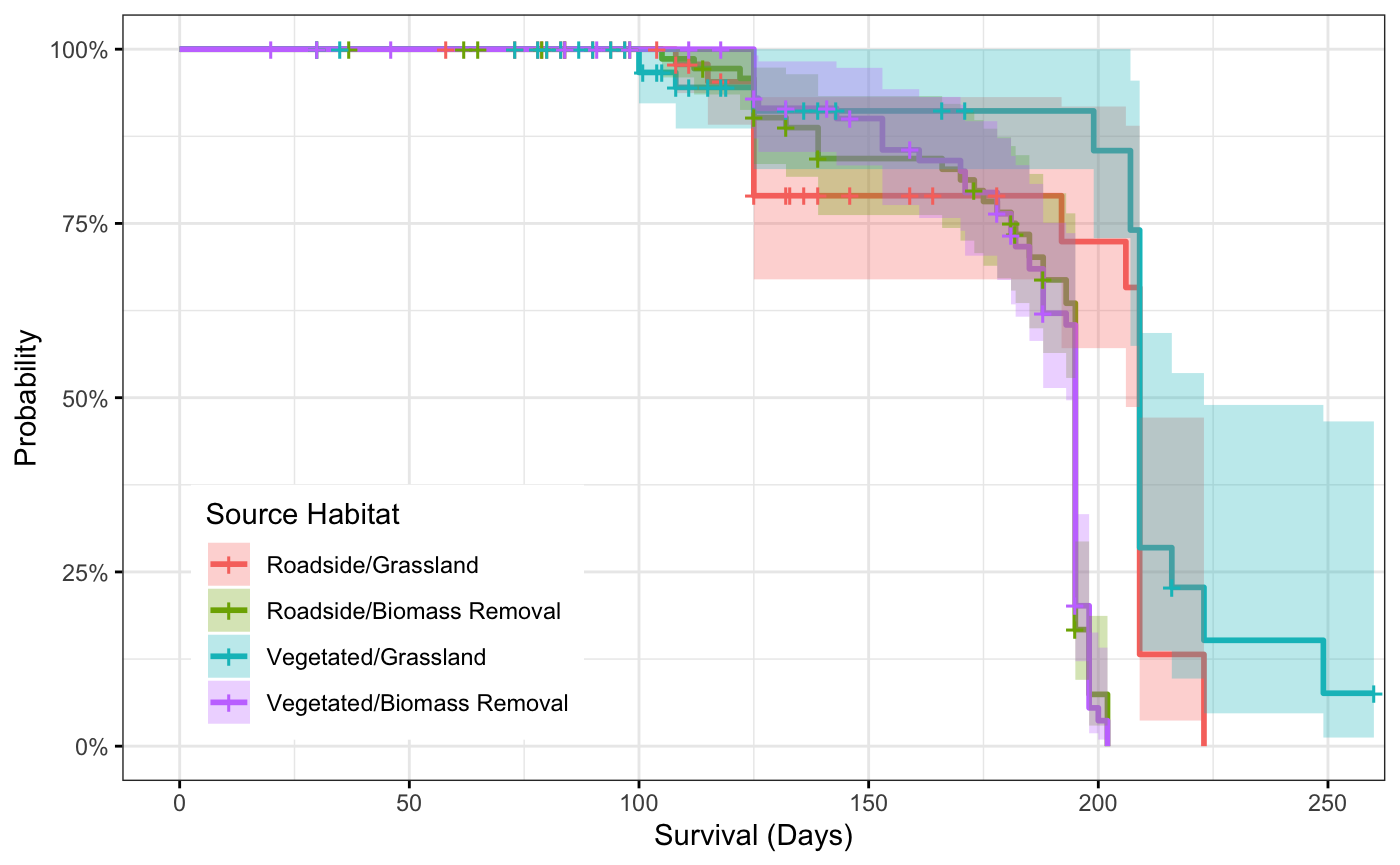 100%
75%
50%
25%
0%
Probability
Source Habitat
Roadside/Grassland
Roadside/Biomass Removal
Vegetated/Grassland
Vegetated/Biomass Removal
0 50 100 150 200 250
Survival (Days)